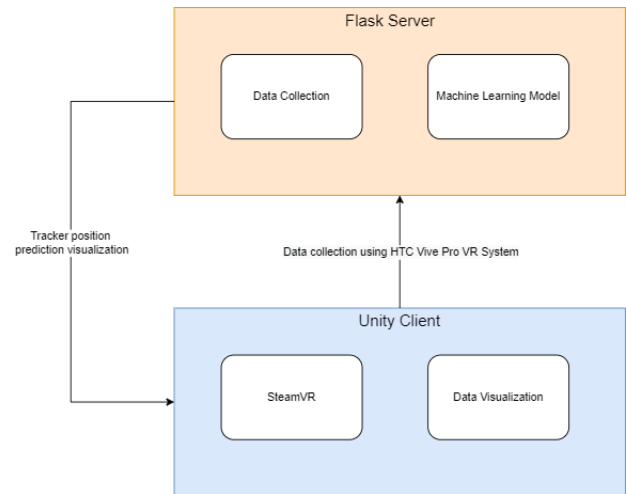 Flask Server
Data Collection
Machine Learning Model
Tracker position
prediction visualization
Data collection using HTC Vive Pro VR System
Unity Client
SteamVR
Data Visualization